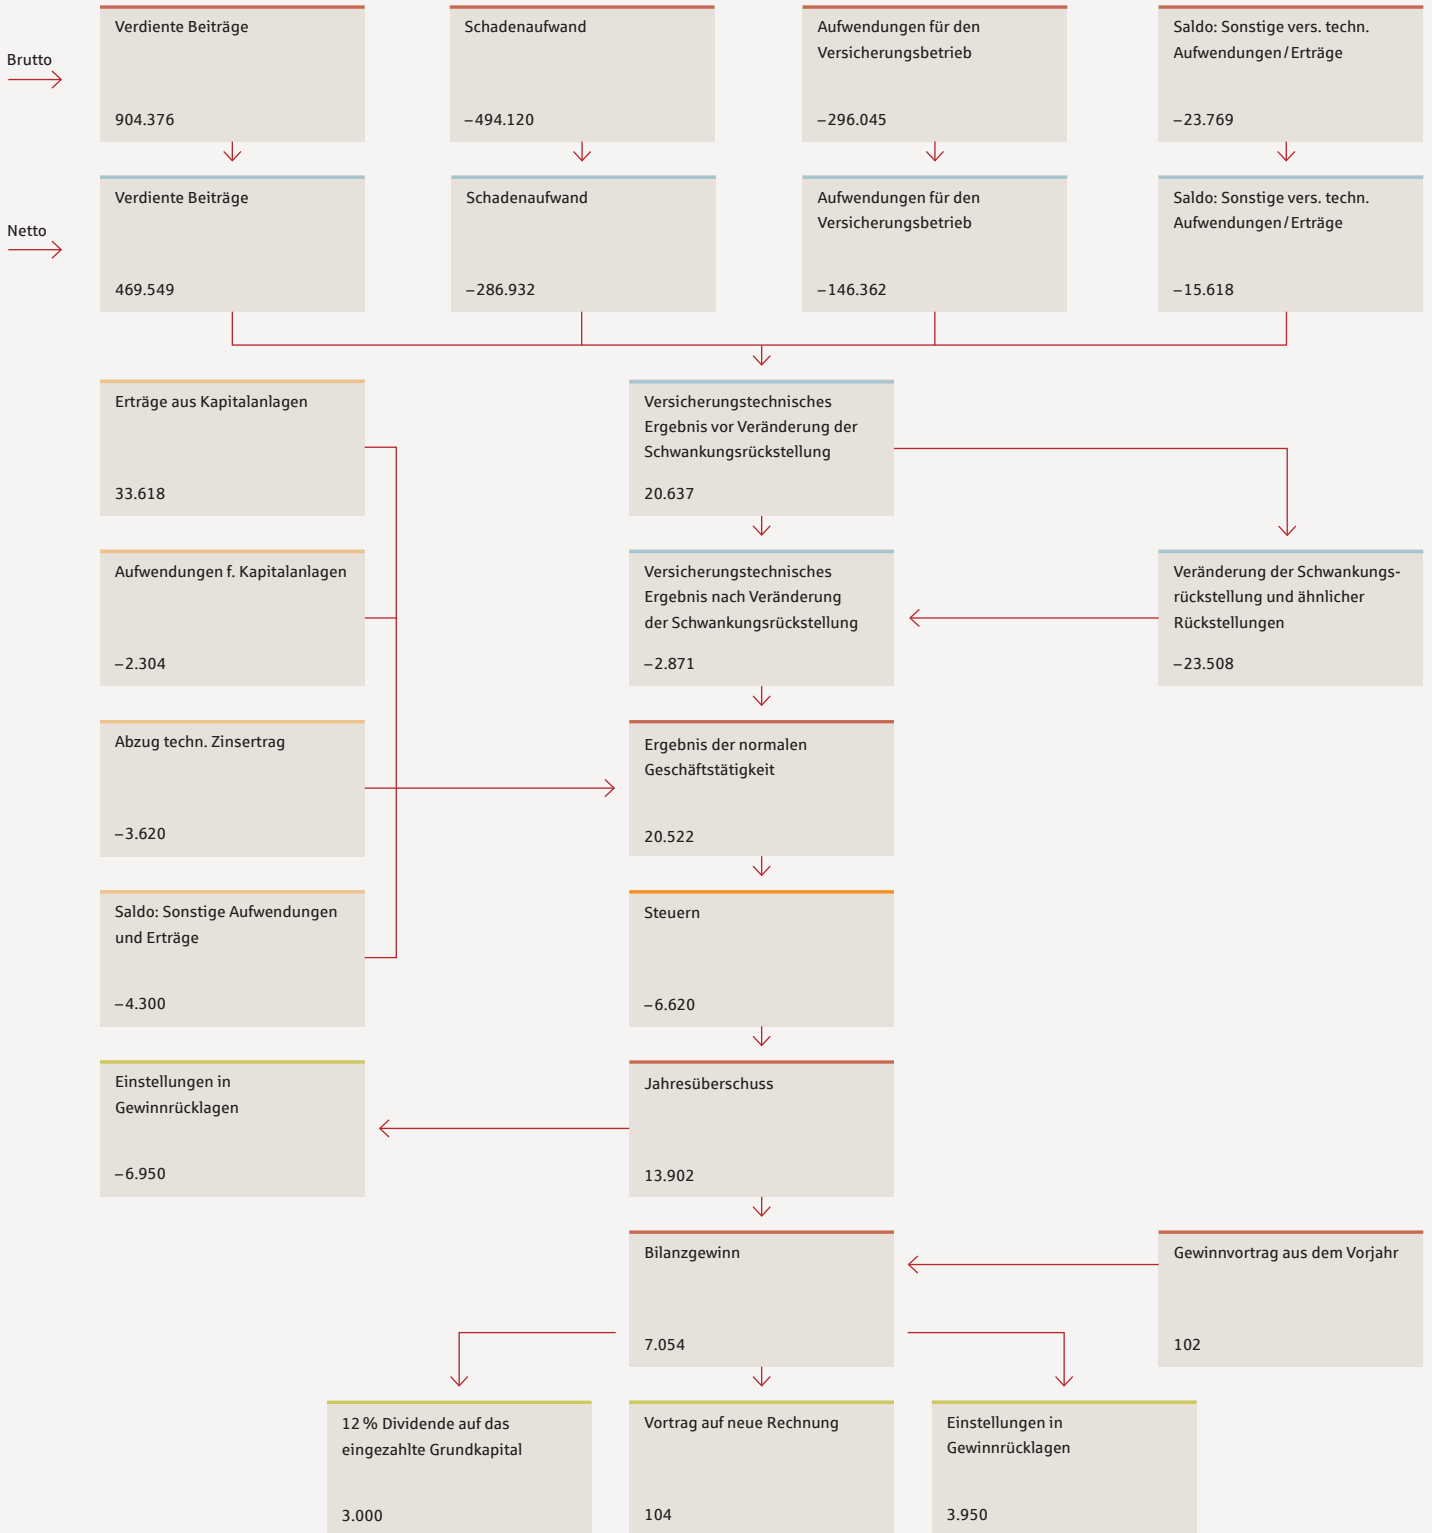 Brutto
Verdiente Beiträge
904.376
Schadenaufwand
–494.120
Aufwendungen für den
Versicherungsbetrieb
–296.045
Saldo: Sonstige vers. techn.
Aufwendungen/Erträge
–23.769
Netto
Verdiente Beiträge
469.549
Schadenaufwand
–286.932
Aufwendungen für den
Versicherungsbetrieb
–146.362
Saldo: Sonstige vers. techn.
Aufwendungen/Erträge
–15.618
Erträge aus Kapitalanlagen
33.618
Versicherungstechnisches
Ergebnis vor Veränderung der
Schwankungsrückstellung
20.637
Aufwendungen f. Kapitalanlagen
–2.304
Versicherungstechnisches
Ergebnis nach Veränderung
der Schwankungsrückstellung
–2.871
Veränderung der Schwankungs-
rückstellung und ähnlicher
Rückstellungen
–23.508
Abzug techn. Zinsertrag
–3.620
Ergebnis der normalen
Geschäftstätigkeit
20.522
Saldo: Sonstige Aufwendungen
und Erträge
–4.300
Steuern
–6.620
Einstellungen in
Gewinnrücklagen
–6.950
Jahresüberschuss
13.902
Bilanzgewinn
7.054
Gewinnvortrag aus dem Vorjahr
102
12 % Dividende auf das
eingezahlte Grundkapital
3.000
Vortrag auf neue Rechnung
104
Einstellungen in
Gewinnrücklagen
3.950